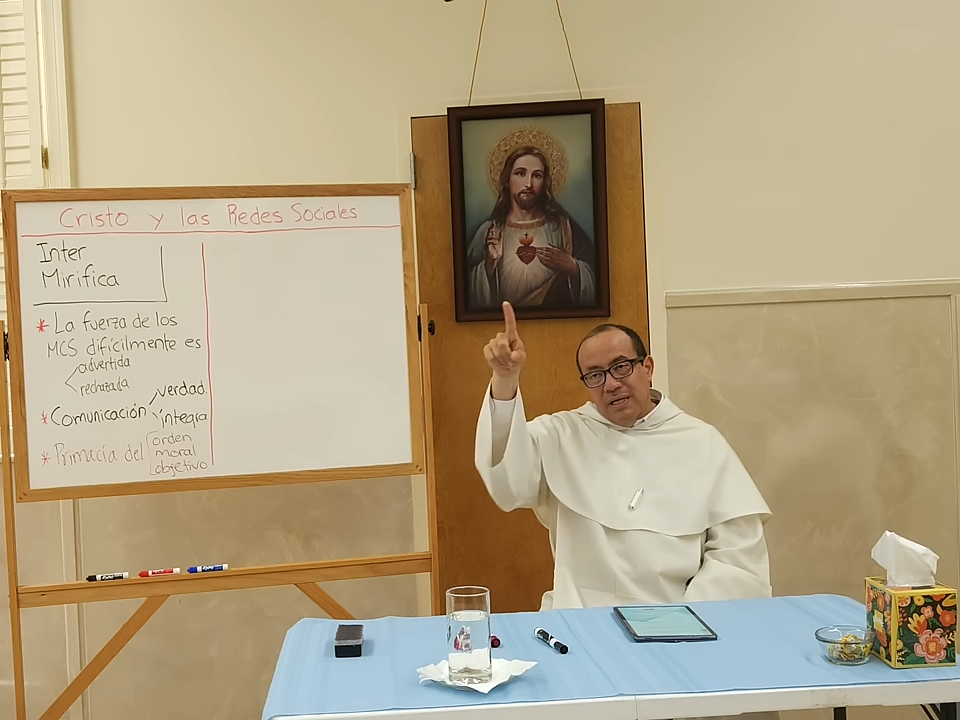 Cristo y las Redes Sociales
Inter
Mirifica
* La fuerza de los
MCS difícilmente es
advertida
rechazada
* Comunicación verdad.
íntegra
* Primacía del orden
moral
objetivo